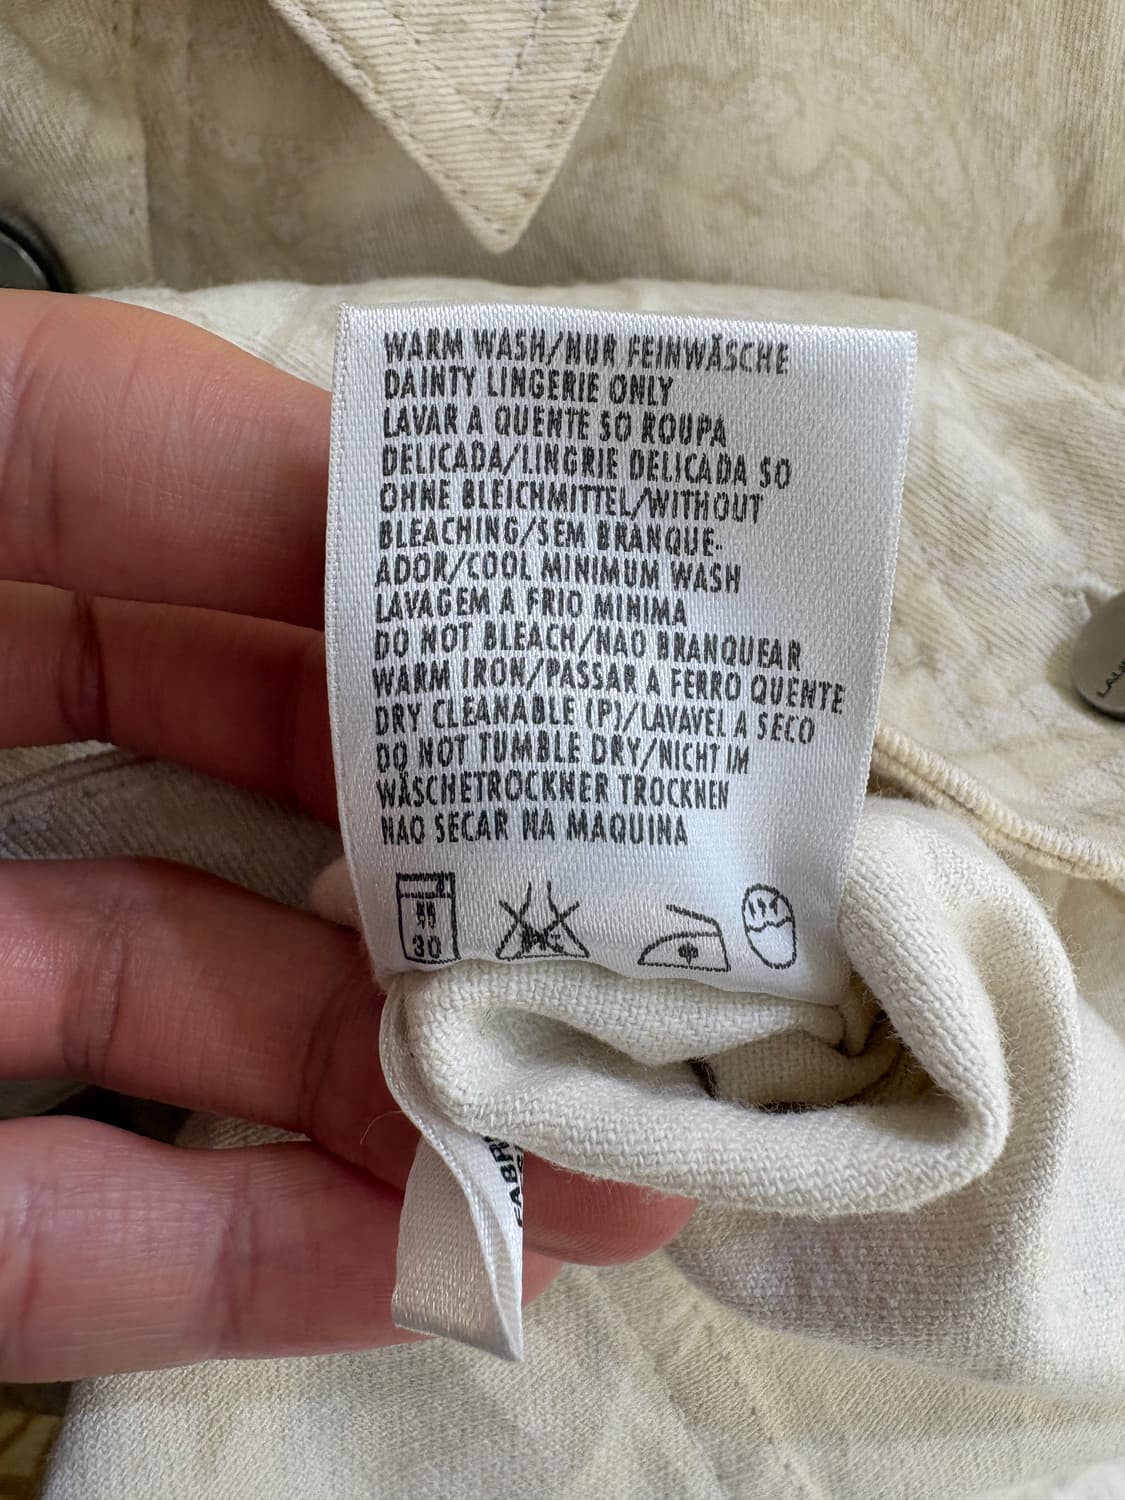 WARM WASH/NUR FEINWÄSCHE
DAINTY LINGERIE ONLY
LAVAR A QUENTE SO ROUPA
DELICADA/LINGRIE DELICADA SO
OHNE BLEICHMITTEL/WITHOUT
BLEACHING/SEM BRANQUE-
ADOR/COOL MINIMUM WASH
LAVAGEM A FRIO MINIMA
DO NOT BLEACH/NAO BRANQUEAR
WARM IRON/PASSAR A FERRO QUENTE
DRY CLEANABLE (P)/LAVAVEL A SECO
DO NOT TUMBLE DRY/NICHT IM
WÄSCHETROCKNER TROCKNEN
NAO SECAR NA MAQUINA
30
FABR
LAU